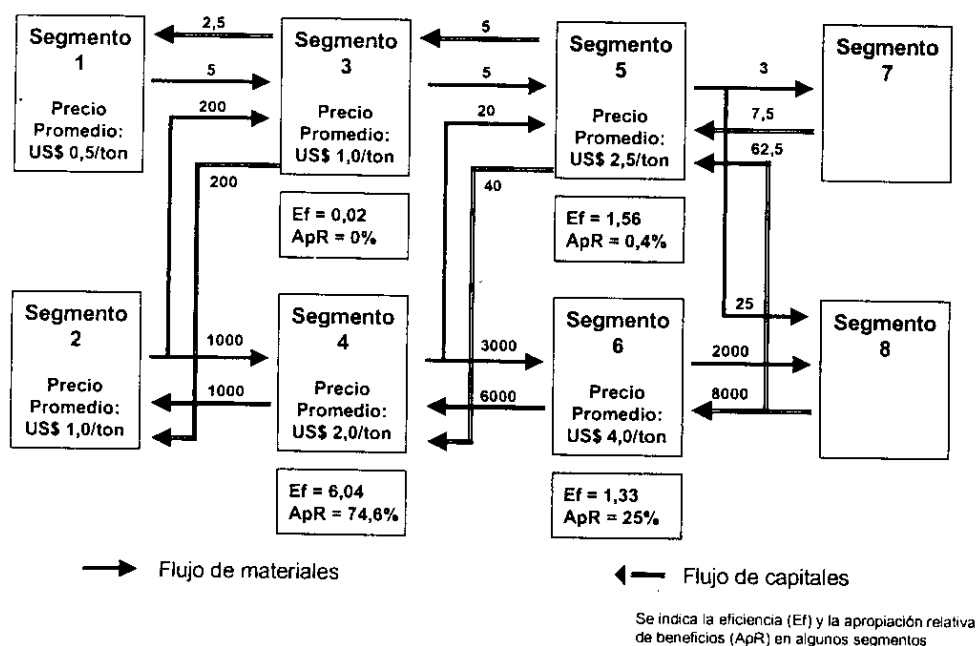 Segmento
1
Precio
Promedio:
US$ 0,5/ton
2,5
5
200
200
Segmento
3
Precio
Promedio:
US$ 1,0/ton
Ef = 0,02
ApR = 0%
5
5
20
40
Segmento
5
Precio
Promedio:
US$ 2,5/ton
Ef = 1,56
ApR = 0,4%
3
7,5
62,5
25
Segmento
7
Segmento
2
Precio
Promedio:
US$ 1,0/ton
1000
1000
Segmento
4
Precio
Promedio:
US$ 2,0/ton
Ef = 6,04
ApR = 74,6%
3000
6000
Segmento
6
Precio
Promedio:
US$ 4,0/ton
Ef = 1,33
ApR = 25%
2000
8000
Segmento
8
Flujo de materiales
Flujo de capitales
Se indica la eficiencia (Ef) y la apropiación relativa
de beneficios (ApR) en algunos segmentos